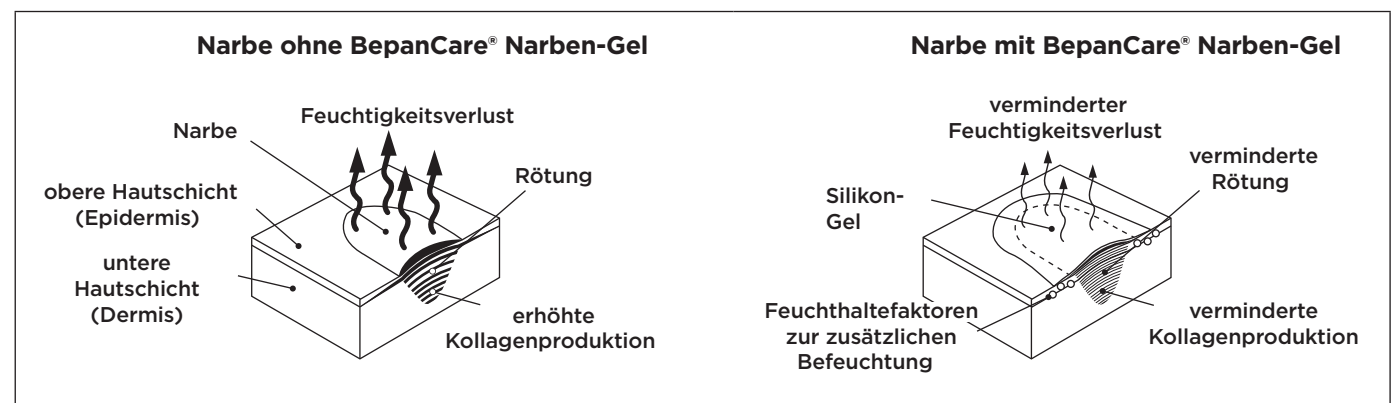 Narbe ohne BepanCare® Narben-Gel
Feuchtigkeitsverlust
Narbe
Rötung
obere Hautschicht
(Epidermis)
untere
Hautschicht
(Dermis)
erhöhte
Kollagenproduktion
Narbe mit BepanCare® Narben-Gel
verminderter
Feuchtigkeitsverlust
verminderte
Rötung
Silikon-
Gel
Feuchthaltefaktoren
zur zusätzlichen
Befeuchtung
verminderte
Kollagenproduktion